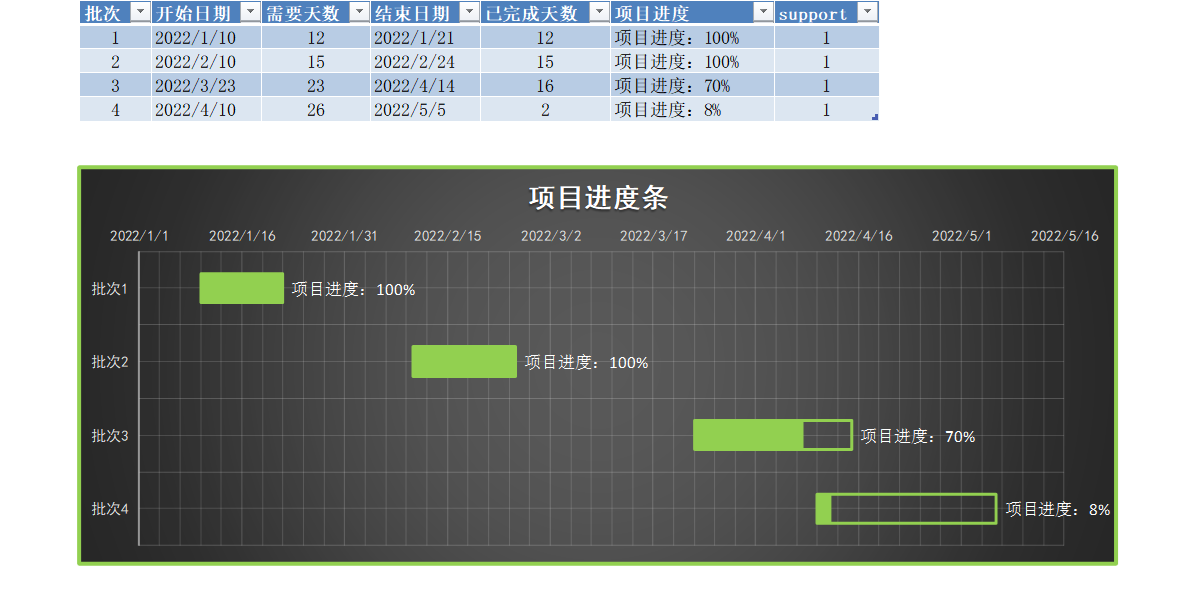 批次 开始日期 需要天数 结束日期 已完成天数 项目进度 support
1 2022/1/10 12 2022/1/21 12 项目进度：100% 1
2 2022/2/10 15 2022/2/24 15 项目进度：100% 1
3 2022/3/23 23 2022/4/14 16 项目进度：70% 1
4 2022/4/10 26 2022/5/5 2 项目进度：8% 1
项目进度条
2022/1/1 2022/1/16 2022/1/31 2022/2/15 2022/3/2 2022/3/17 2022/4/1 2022/4/16 2022/5/1 2022/5/16
批次1 项目进度：100%
批次2 项目进度：100%
批次3 项目进度：70%
批次4 项目进度：8%